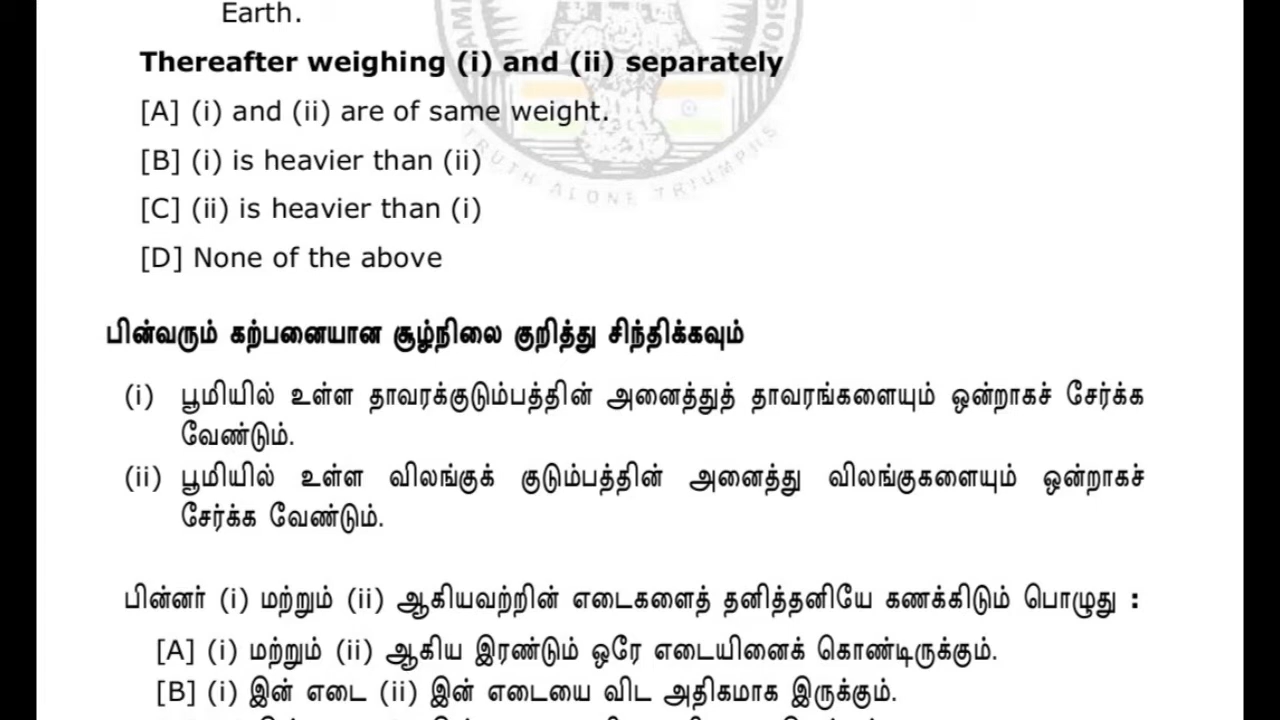 Earth.
Thereafter weighing (i) and (ii) separately
[A] (i) and (ii) are of same weight.
[B] (i) is heavier than (ii)
[C] (ii) is heavier than (i)
[D] None of the above
TRUTH ALONE TRIUMPHS
பின்வரும் கற்பனையான சூழ்நிலை குறித்து சிந்திக்கவும்
(i) பூமியில் உள்ள தாவரக்குடும்பத்தின் அனைத்துத் தாவரங்களையும் ஒன்றாகச் சேர்க்க
வேண்டும்.
(ii) பூமியில் உள்ள விலங்குக் குடும்பத்தின் அனைத்து விலங்குகளையும் ஒன்றாகச்
சேர்க்க வேண்டும்.
பின்னர் (i) மற்றும் (ii) ஆகியவற்றின் எடைகளைத் தனித்தனியே கணக்கிடும் பொழுது :
[A] (i) மற்றும் (ii) ஆகிய இரண்டும் ஒரே எடையினைக் கொண்டிருக்கும்.
[B] (i) இன் எடை (ii) இன் எடையை விட அதிகமாக இருக்கும்.